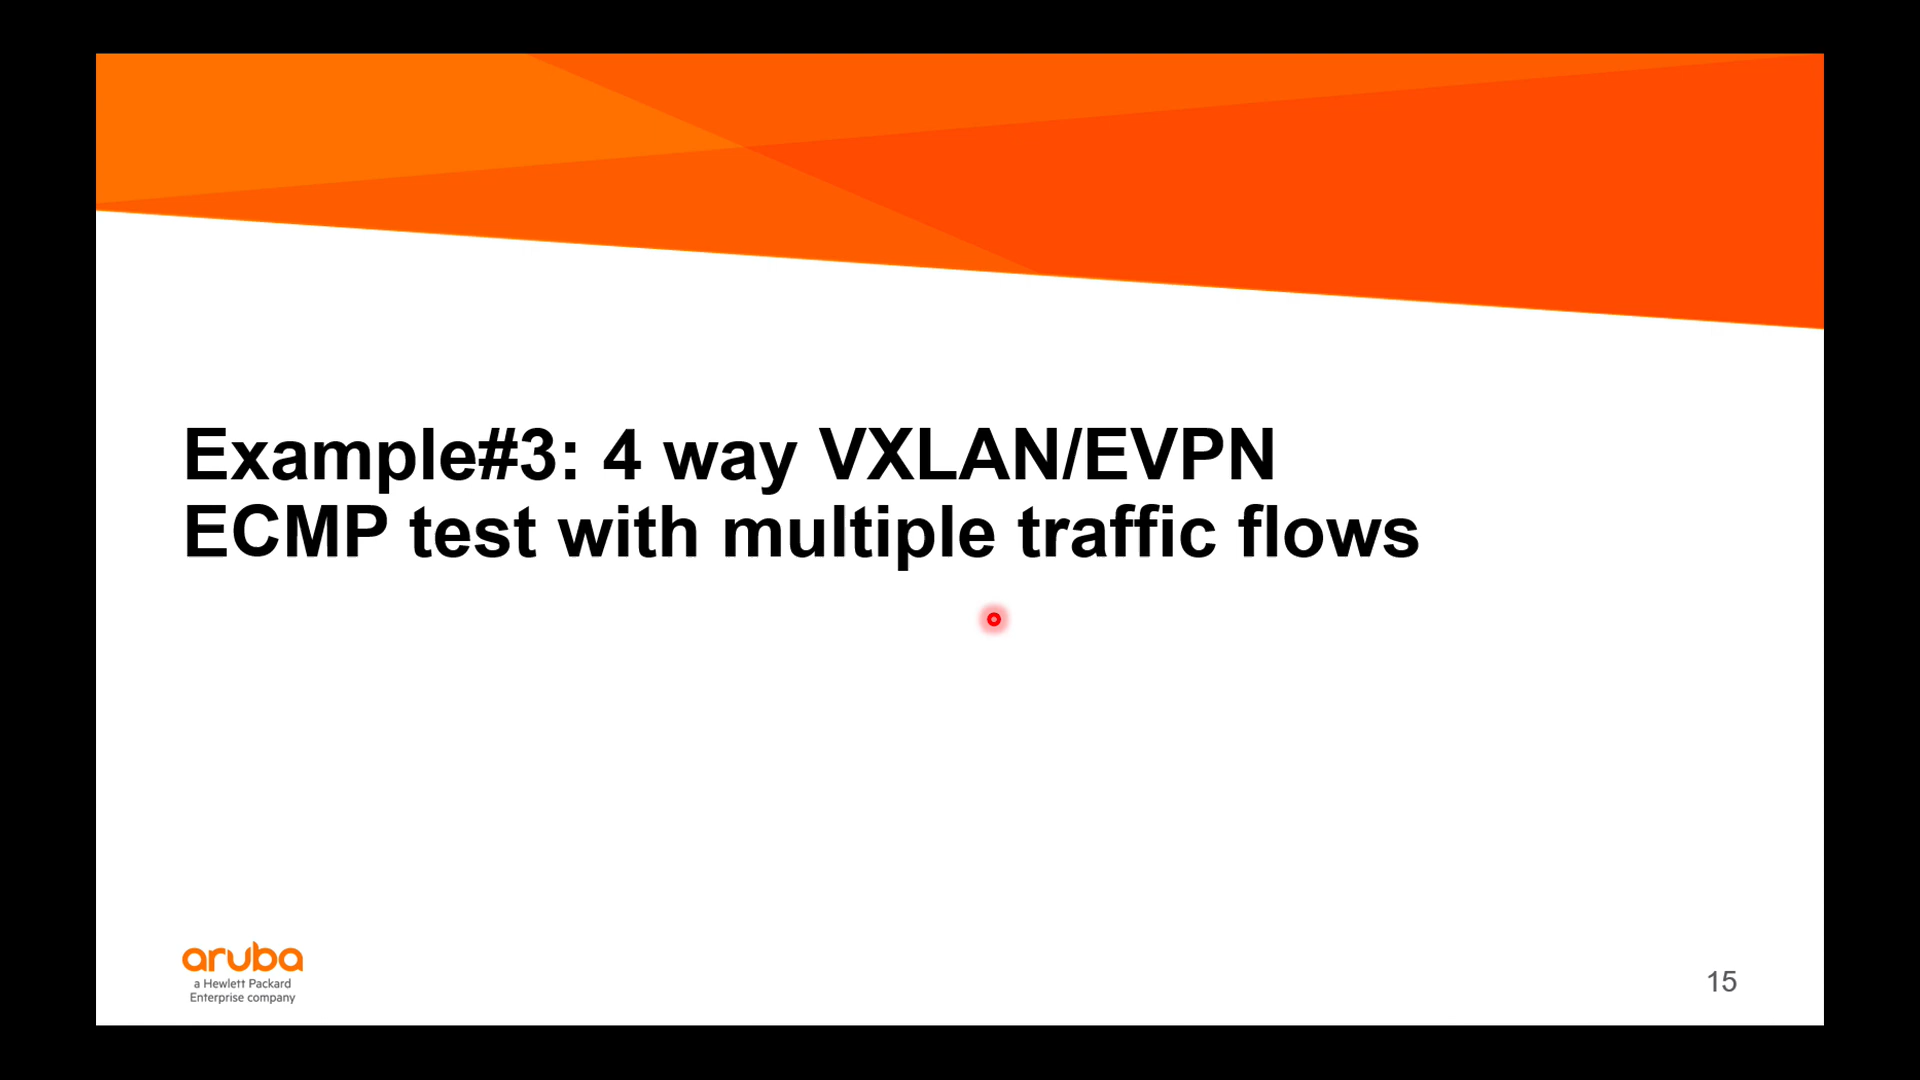 Example#3: 4 way VXLAN/EVPN
ECMP test with multiple traffic flows
aruba
a Hewlett Packard
Enterprise company
15